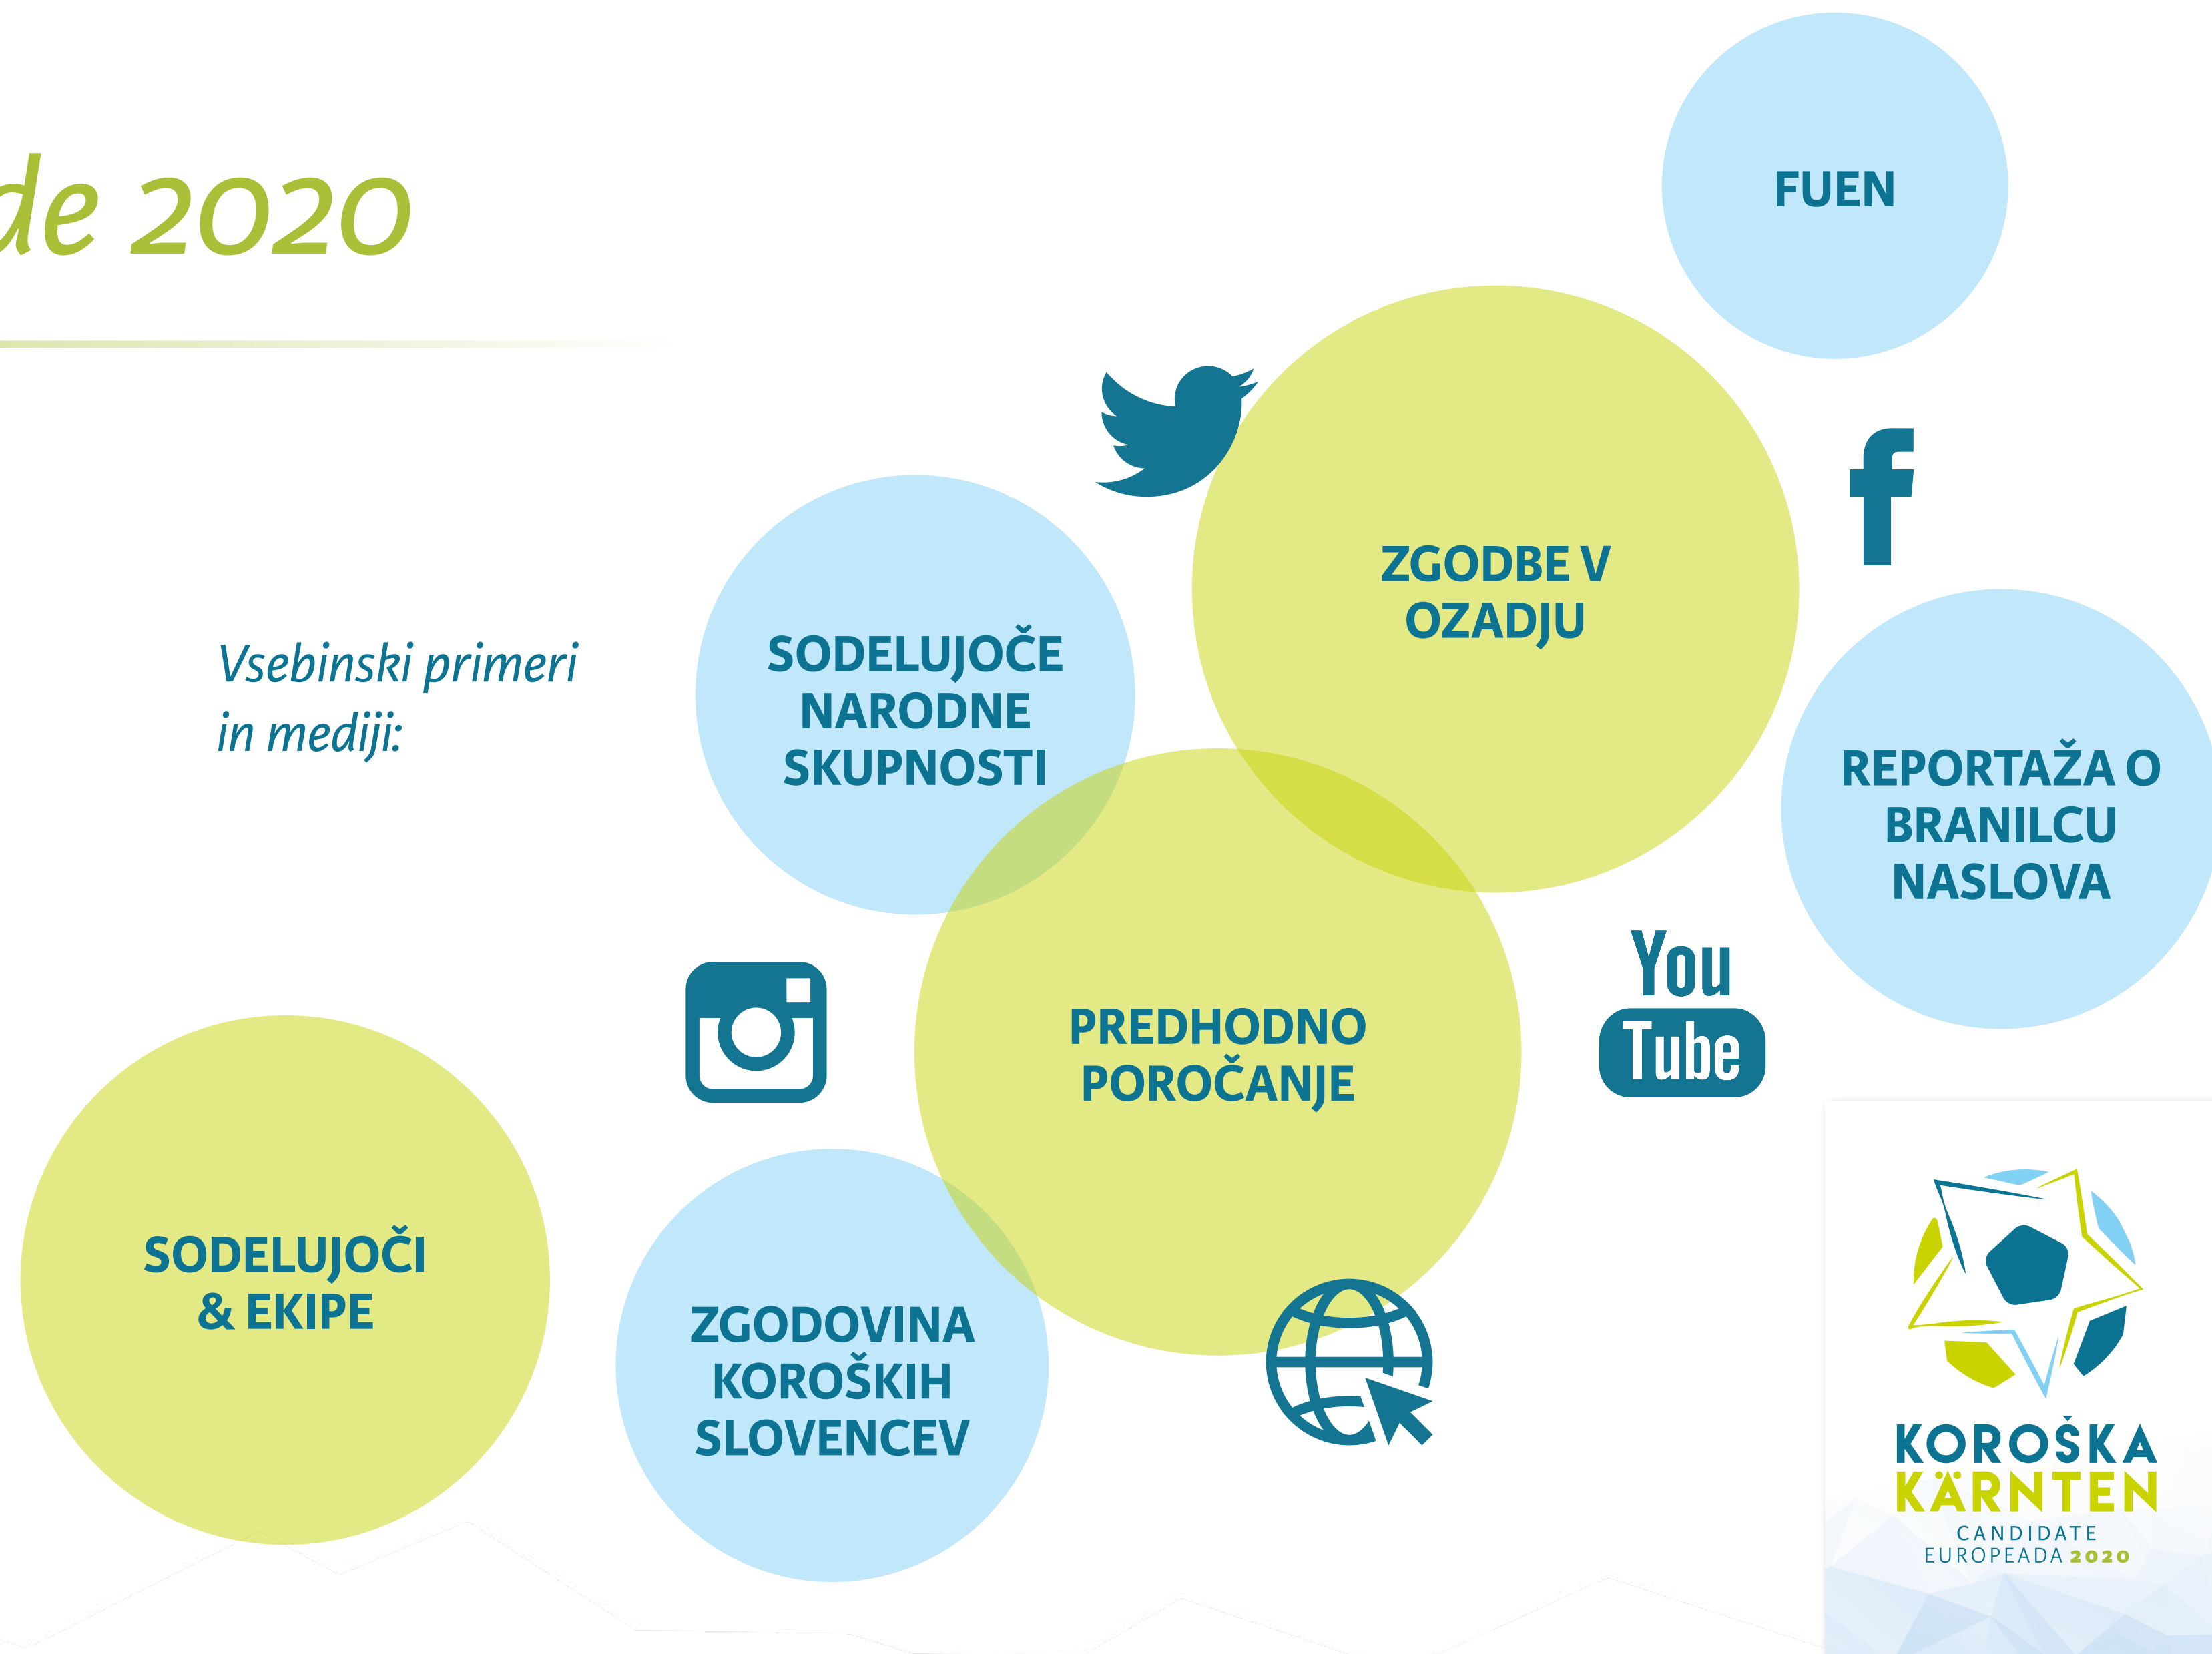 de 2020
FUEN
ZGODBE V
OZADJU
Vsebinski primeri
in mediji:
SODELUJOČE
NARODNE
SKUPNOSTI
REPORTAŽA O
BRANILCU
NASLOVA
You
Tube
PREDHODNO
POROČANJE
SODELUJOČI
& EKIPE
ZGODOVINA
KOROŠKIH
SLOVENCEV
KOROŠKA
KÄRNTEN
CANDIDATE
EUROPEADA 2020